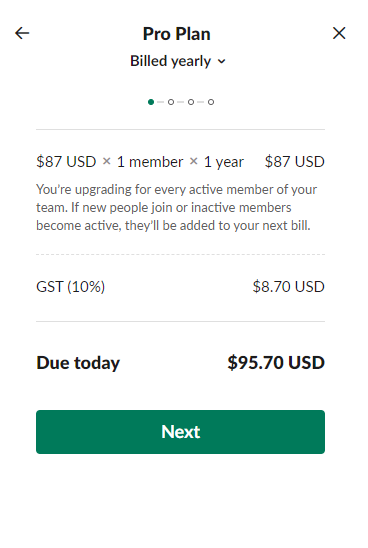 Pro Plan
Billed yearly
$87 USD × 1 member × 1 year $87 USD
You're upgrading for every active member of your
team. If new people join or inactive members
become active, they'll be added to your next bill.
GST (10%) $8.70 USD
Due today $95.70 USD
Next